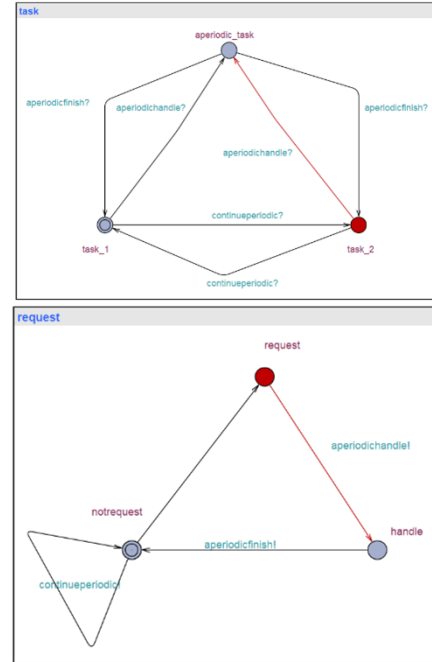 task
aperiodic_task
aperiodicfinish?
aperiodichandle?
aperiodicfinish?
aperiodichandle?
continueperiodic?
task_1
task_2
continueperiodic?
request
request
aperiodichandle!
notrequest
handle
aperiodicfinish!
continueperiodic!